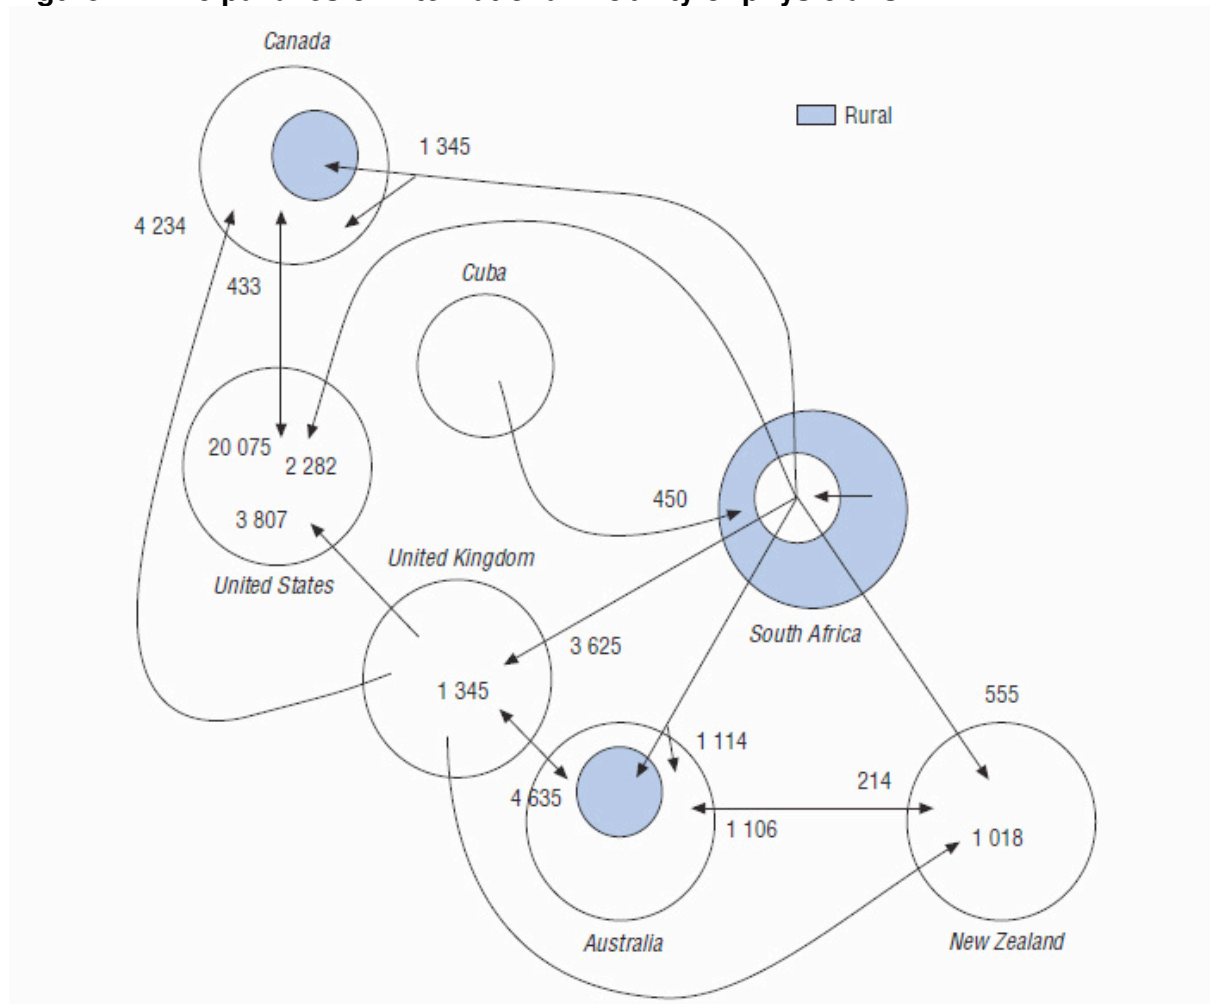 Canada
Rural
1 345
4 234
Cuba
433
20 075
2 282
450
3 807
United Kingdom
United States
South Africa
3 625
1 345
555
1 114
214
4 635
1 106
1 018
Australia
New Zealand